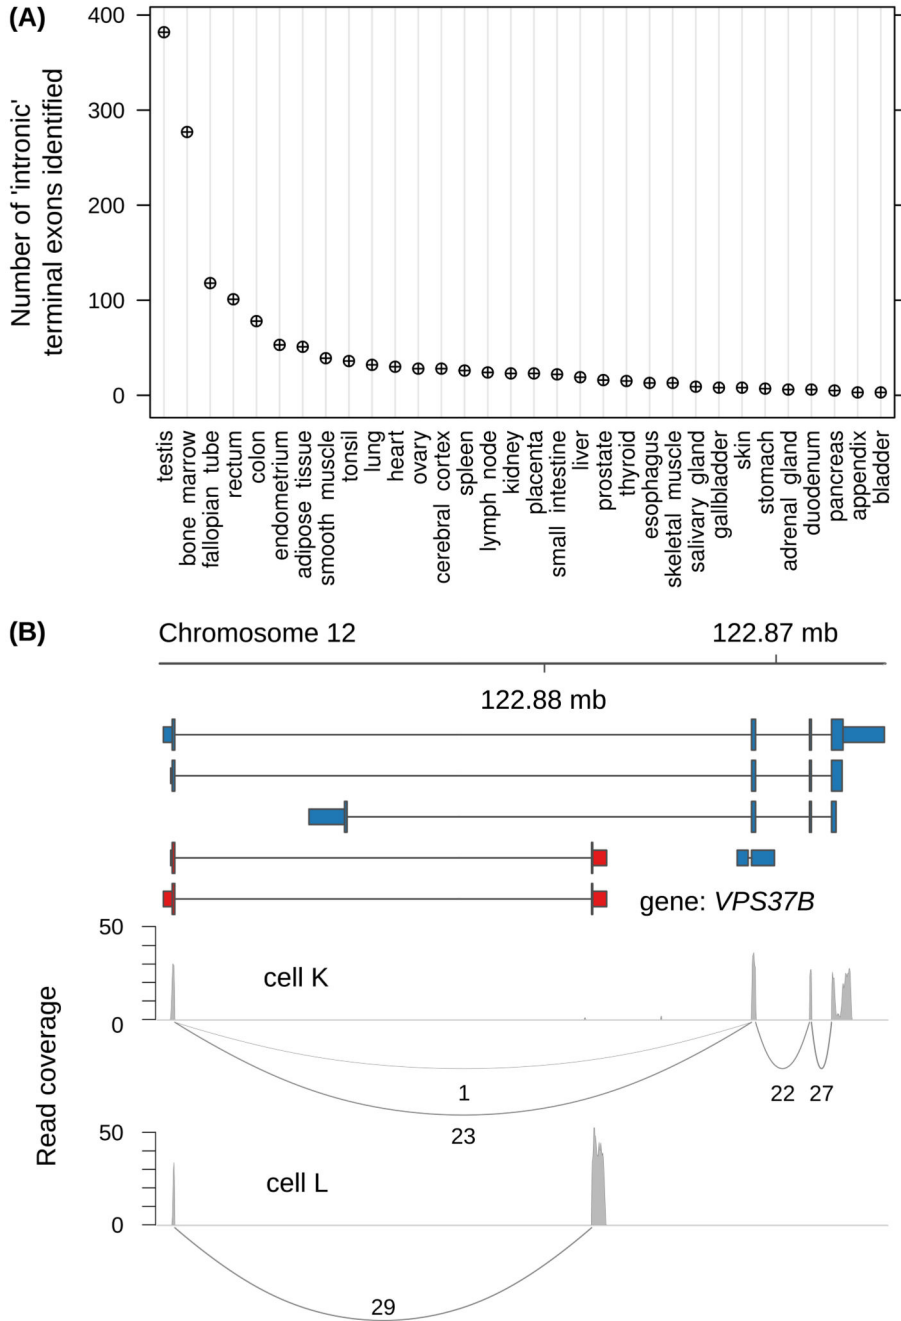 (A)
Number of 'intronic'
terminal exons identified
400
300
200
100
0
testis
bone marrow
fallopian tube
rectum
colon
endometrium
adipose tissue
smooth muscle
tonsil
lung
heart
ovary
cerebral cortex
spleen
lymph node
kidney
placenta
small intestine
liver
prostate
thyroid
esophagus
skeletal muscle
salivary gland
gallbladder
skin
stomach
adrenal gland
duodenum
pancreas
appendix
bladder
(B)
Chromosome 12
122.87 mb
122.88 mb
gene: VPS37B
Read coverage
50
0
cell K
1
22
27
23
50
0
cell L
29